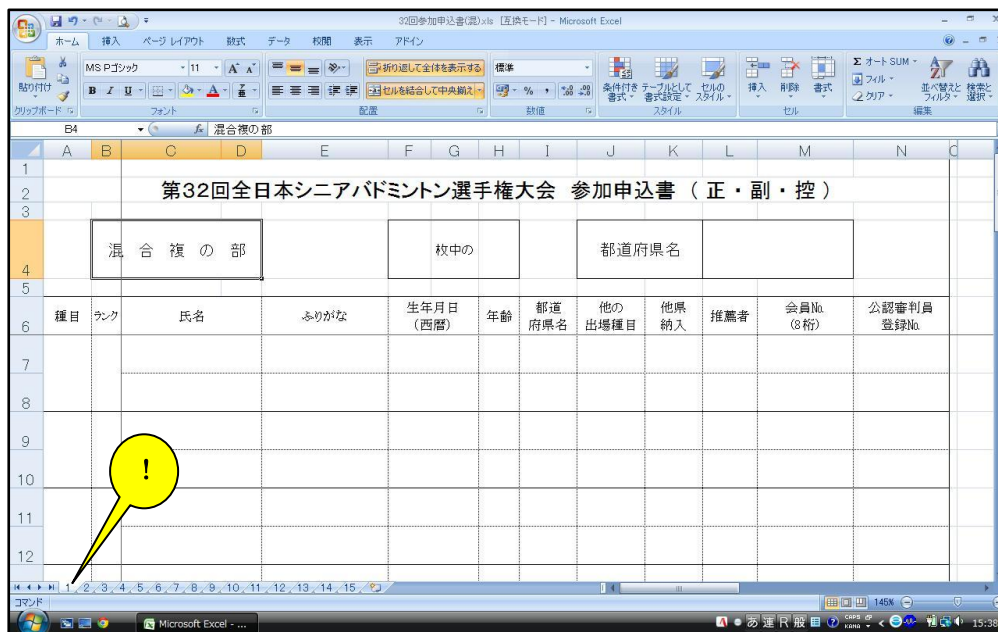 32回参加申込書(混).xls [互換モード] - Microsoft Excel
ホーム 挿入 ページ レイアウト 数式 データ 校閲 表示 アドイン
貼り付け
クリップボード
MS Pゴシック 11
B I U
フォント
折り返して全体を表示する
セルを結合して中央揃え
配置
標準
数値
条件付き書式
テーブルとして書式設定
セルのスタイル
スタイル
挿入 削除 書式
セル
Σ オート SUM
フィル
クリア
並べ替えとフィルタ
検索と選択
編集
B4 fx 混合複の部
A B C D E F G H I J K L M N
1
2 第32回全日本シニアバドミントン選手権大会 参加申込書 ( 正 ・ 副 ・ 控 )
3
4 混 合 複 の 部 枚中の 都道府県名
5
6 種目 ランク 氏名 ふりがな 生年月日(西暦) 年齢 都道府県名 他の出場種目 他県納入 推薦者 会員No.(8桁) 公認審判員登録No.
7
8
9
10
!
11
12
1 2 3 4 5 6 7 8 9 10 11 12 13 14 15
コマンド 145%
Microsoft Excel - ... A あ 連 R 般 CAPS KANA 15:38